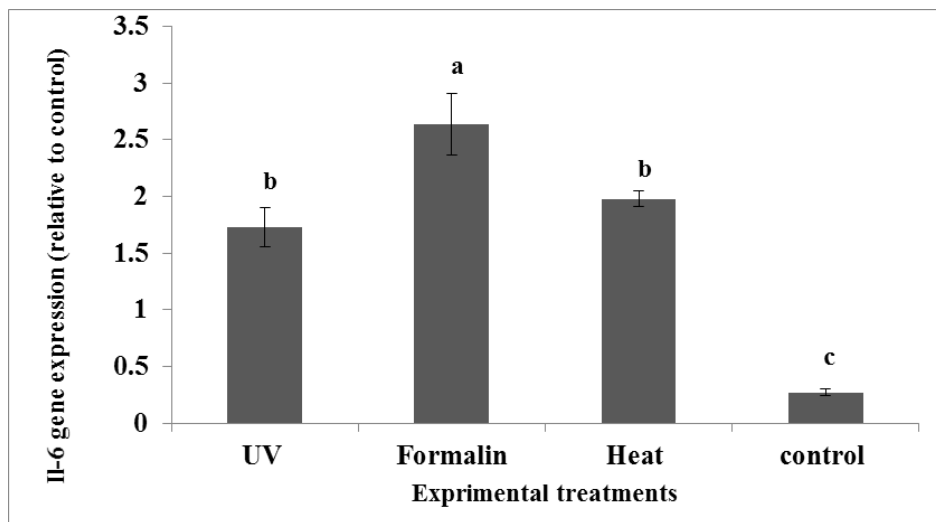 Il-6 gene expression (relative to control)
3.5
3
2.5
2
1.5
1
0.5
0
b
a
b
c
UV Formalin Heat control
Exprimental treatments